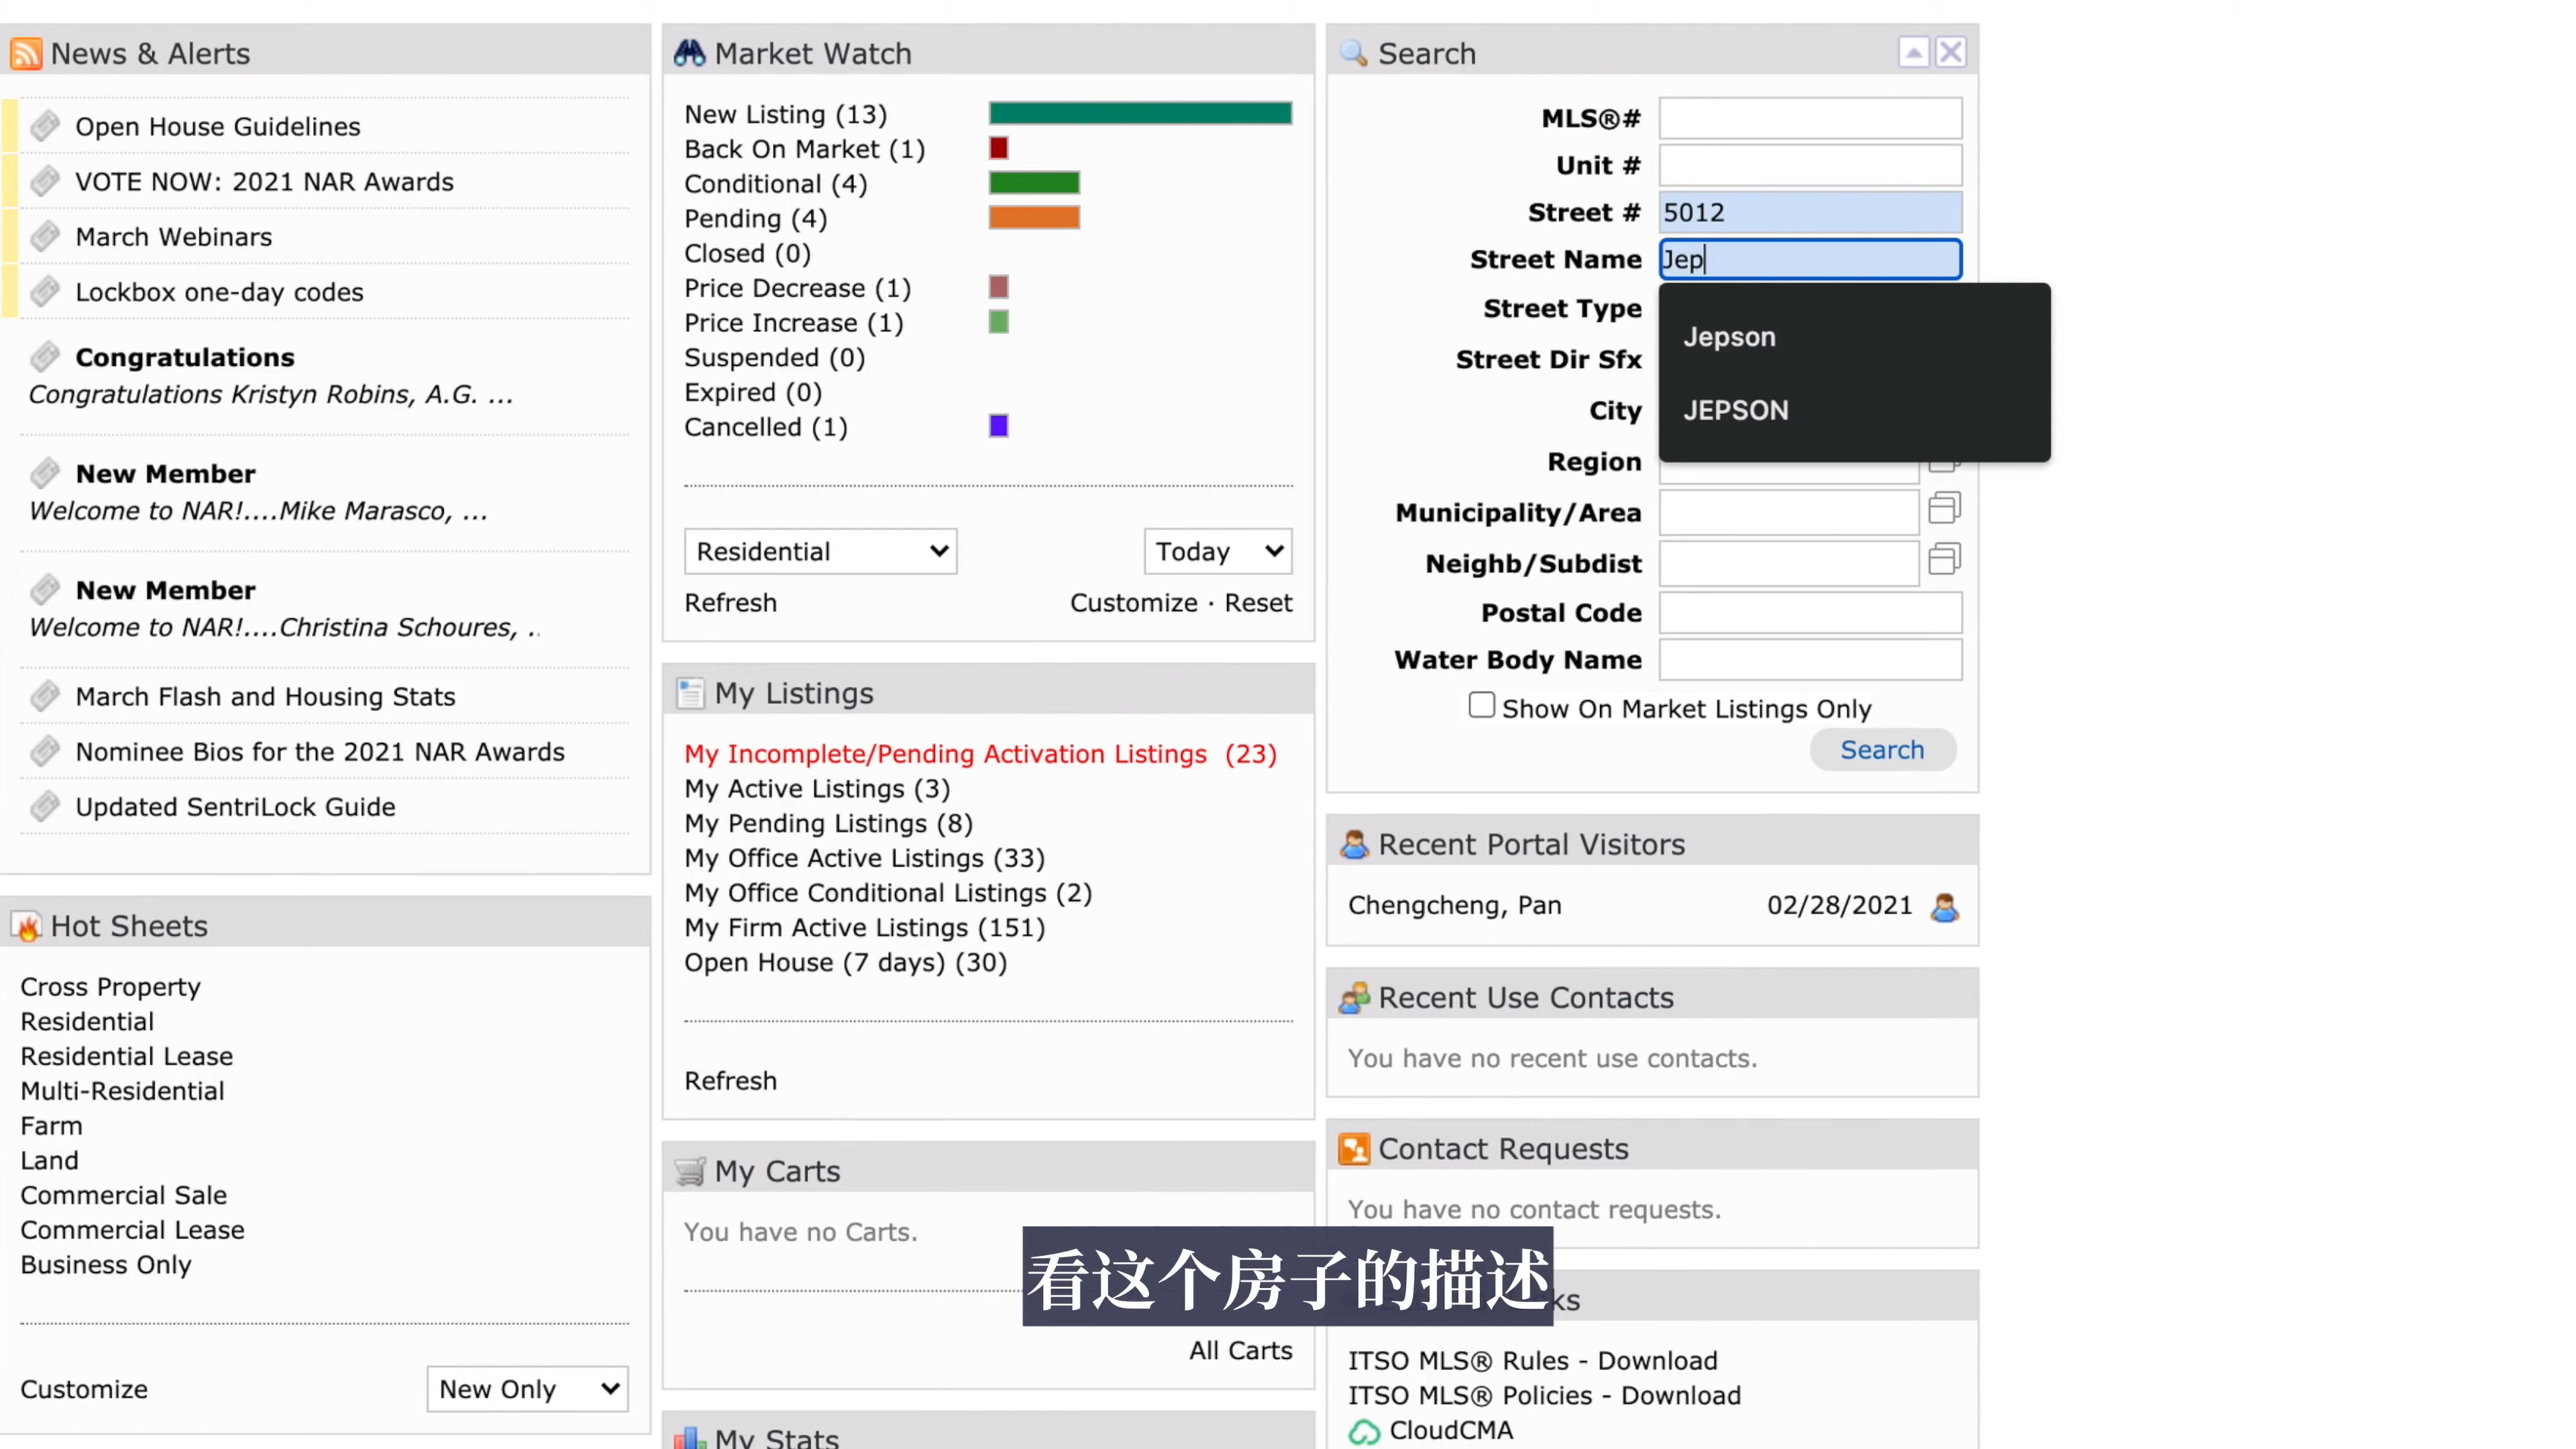 News & Alerts
Open House Guidelines
VOTE NOW: 2021 NAR Awards
March Webinars
Lockbox one-day codes
Congratulations
Congratulations Kristyn Robins, A.G. ...
New Member
Welcome to NAR!....Mike Marasco, ...
New Member
Welcome to NAR!....Christina Schoures, ..
March Flash and Housing Stats
Nominee Bios for the 2021 NAR Awards
Updated SentriLock Guide
Hot Sheets
Cross Property
Residential
Residential Lease
Multi-Residential
Farm
Land
Commercial Sale
Commercial Lease
Business Only
Customize New Only
Market Watch
New Listing (13)
Back On Market (1)
Conditional (4)
Pending (4)
Closed (0)
Price Decrease (1)
Price Increase (1)
Suspended (0)
Expired (0)
Cancelled (1)
Residential Today
Refresh Customize · Reset
My Listings
My Incomplete/Pending Activation Listings (23)
My Active Listings (3)
My Pending Listings (8)
My Office Active Listings (33)
My Office Conditional Listings (2)
My Firm Active Listings (151)
Open House (7 days) (30)
Refresh
My Carts
You have no Carts.
All Carts
My Stats
Search
MLS®#
Unit #
Street # 5012
Street Name Jep
Jepson
JEPSON
Street Type
Street Dir Sfx
City
Region
Municipality/Area
Neighb/Subdist
Postal Code
Water Body Name
Show On Market Listings Only
Search
Recent Portal Visitors
Chengcheng, Pan 02/28/2021
Recent Use Contacts
You have no recent use contacts.
Contact Requests
You have no contact requests.
ITSO MLS® Rules - Download
ITSO MLS® Policies - Download
CloudCMA
看这个房子的描述